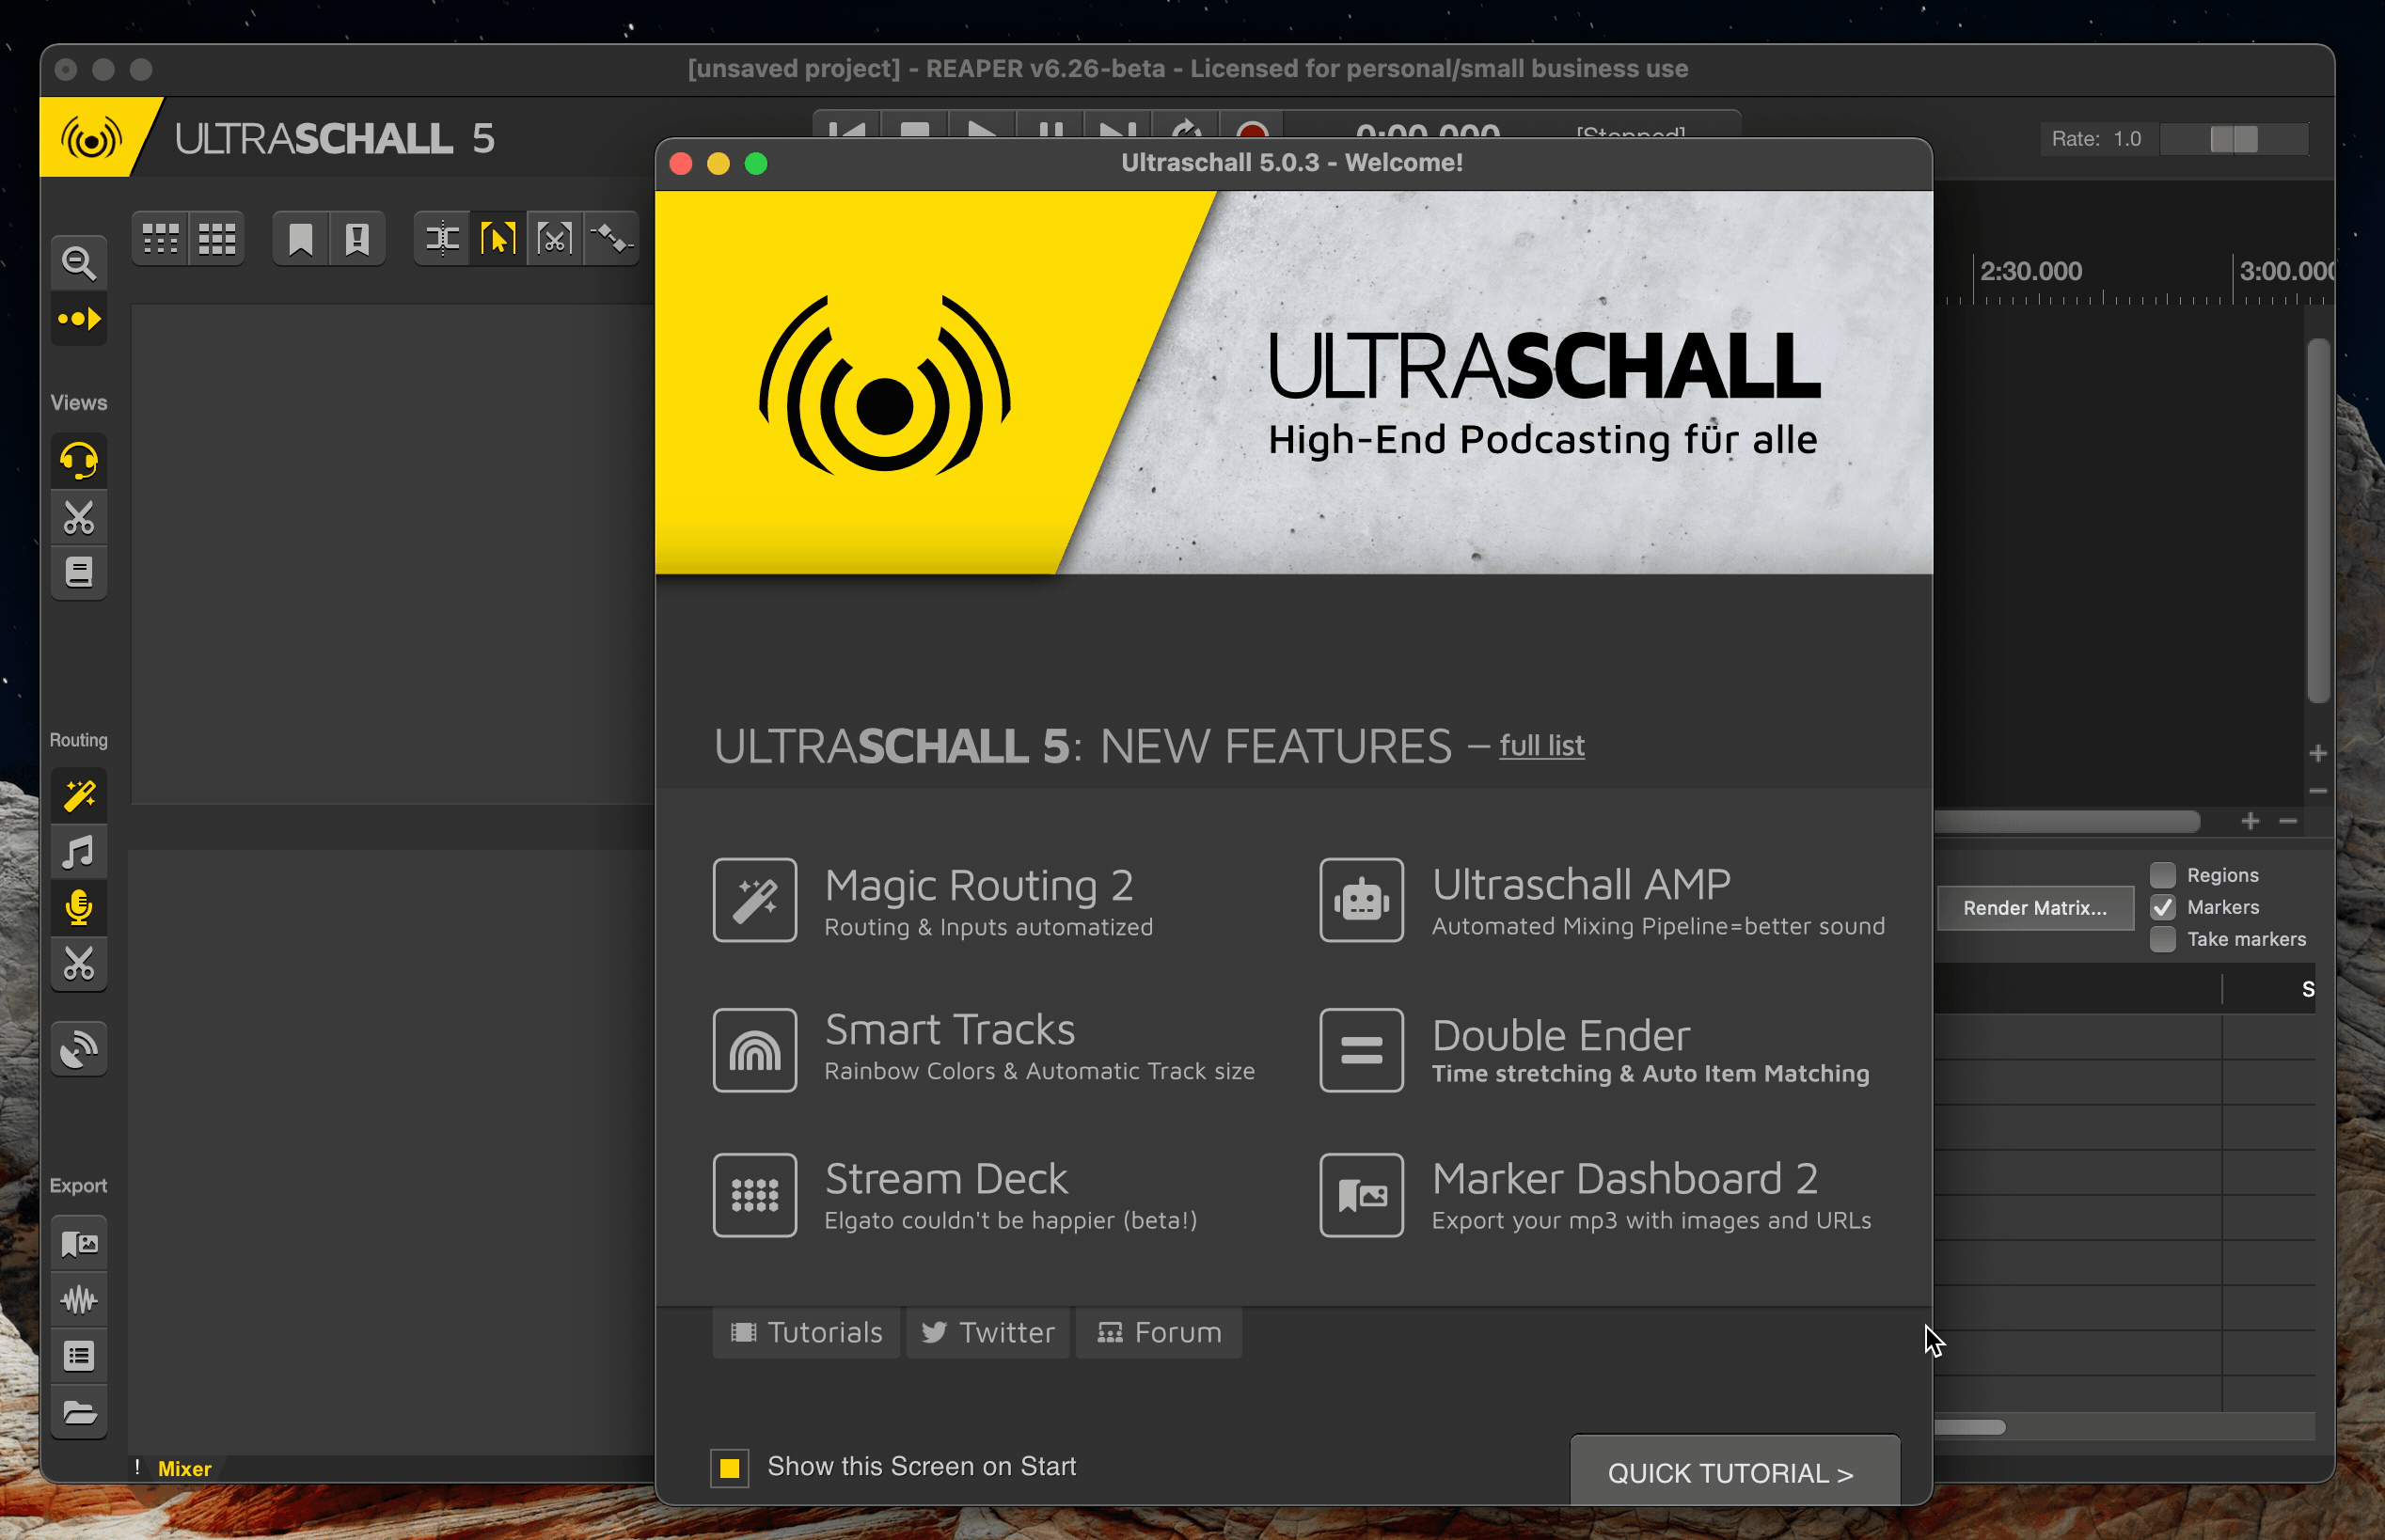 [unsaved project] - REAPER v6.26-beta - Licensed for personal/small business use
ULTRASCHALL 5
0:00.000
[Stopped]
Rate: 1.0
Ultraschall 5.0.3 - Welcome!
2:30.000
3:00.000
ULTRASCHALL
High-End Podcasting für alle
Views
Routing
Export
ULTRASCHALL 5: NEW FEATURES – full list
Magic Routing 2
Routing & Inputs automatized
Ultraschall AMP
Automated Mixing Pipeline=better sound
Smart Tracks
Rainbow Colors & Automatic Track size
Double Ender
Time stretching & Auto Item Matching
Stream Deck
Elgato couldn't be happier (beta!)
Marker Dashboard 2
Export your mp3 with images and URLs
Render Matrix...
Regions
Markers
Take markers
S
Tutorials
Twitter
Forum
! Mixer
Show this Screen on Start
QUICK TUTORIAL >